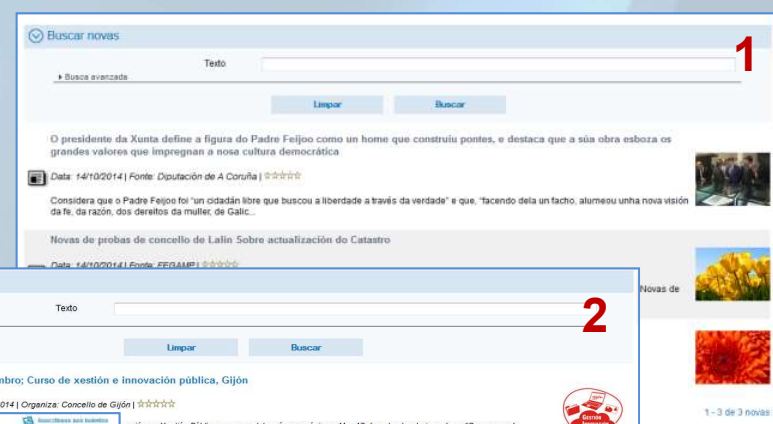 Buscar novas
1
Texto
Busca avanzada
Limpar Buscar
O presidente da Xunta define a figura do Padre Feijoo como un home que construiu pontes, e destaca que a súa obra esboza os
grandes valores que impregnan a nosa cultura democrática
Data: 14/10/2014 | Fonte: Diputación de A Coruña |
Considera que o Padre Feijoo foi "un cidadán libre que buscou a liberdade a través da verdade" e que, "facendo dela un facho, alumeou unha nova visión
da fe, da razón, dos dereitos da muller, de Galic...
Novas de probas de concello de Lalín Sobre actualización do Catastro
Data: 14/10/2014 | Fonte: FEGAMP |
Novas de
1 - 3 de 3 novas
2
Texto
Limpar Buscar
mbro; Curso de xestión e innovación pública, Gijón
014 | Organiza: Concello de Gijón |